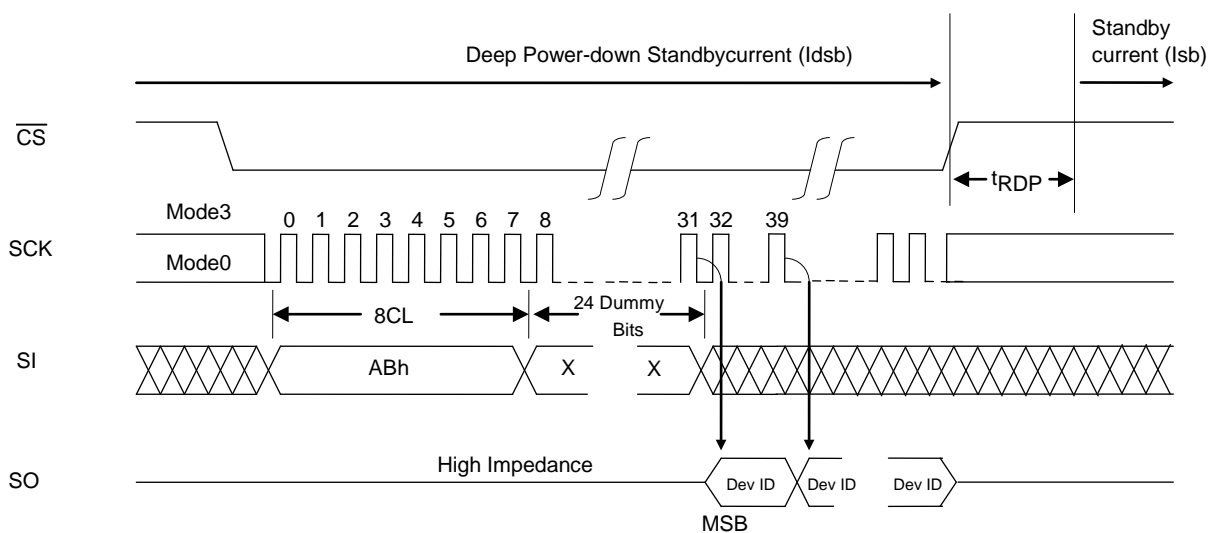 Deep Power-down Standbycurrent (Idsb)
Standby
current (Isb)
CS
tRDP
Mode3
0 1 2 3 4 5 6 7 8 31 32 39
SCK
Mode0
8CL
24 Dummy
Bits
SI
ABh
X X
High Impedance
SO
Dev ID Dev ID Dev ID
MSB